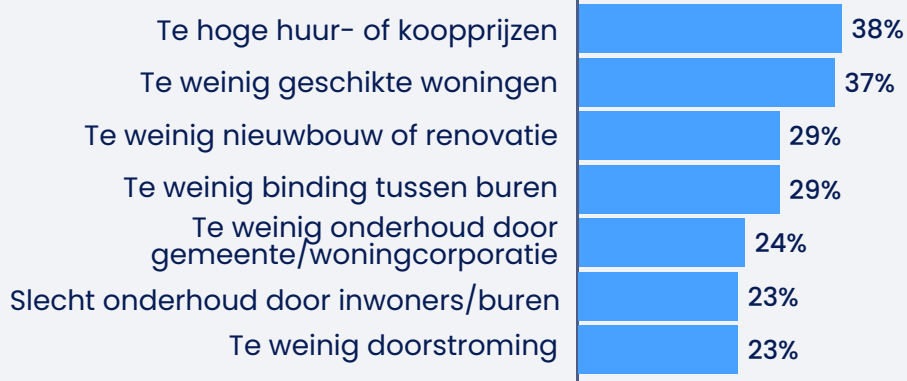 Te hoge huur- of koopprijzen 38%
Te weinig geschikte woningen 37%
Te weinig nieuwbouw of renovatie 29%
Te weinig binding tussen buren 29%
Te weinig onderhoud door
gemeente/woningcorporatie 24%
Slecht onderhoud door inwoners/buren 23%
Te weinig doorstroming 23%